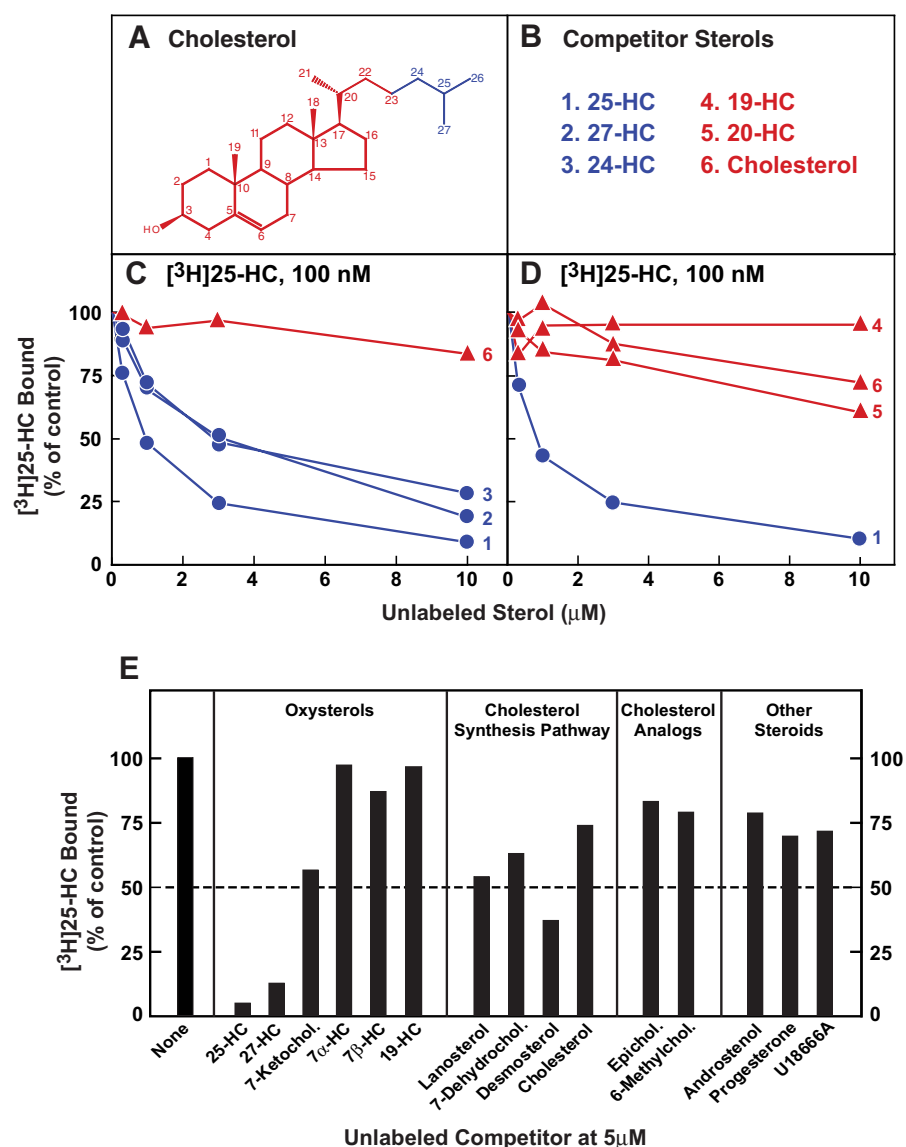 A Cholesterol
21
22
24
26
20
23
25
27
18
12
17
11
13
16
19
1
9
14
15
2
10
8
3
5
7
HO
4
6
B Competitor Sterols
1. 25-HC 4. 19-HC
2. 27-HC 5. 20-HC
3. 24-HC 6. Cholesterol
C [³H]25-HC, 100 nM
D [³H]25-HC, 100 nM
[³H]25-HC Bound
(% of control)
100
75
50
25
0
6
3
2
1
4
6
5
1
0 2 4 6 8 10
0 2 4 6 8 10
Unlabeled Sterol (μM)
E
[³H]25-HC Bound
(% of control)
Oxysterols
Cholesterol
Synthesis Pathway
Cholesterol
Analogs
Other
Steroids
100
75
50
25
0
100
75
50
25
0
None
25-HC
27-HC
7-Ketochol.
7α-HC
7β-HC
19-HC
Lanosterol
7-Dehydrochol.
Desmosterol
Cholesterol
Epichol.
6-Methylchol.
Androstenol
Progesterone
U18666A
Unlabeled Competitor at 5μM